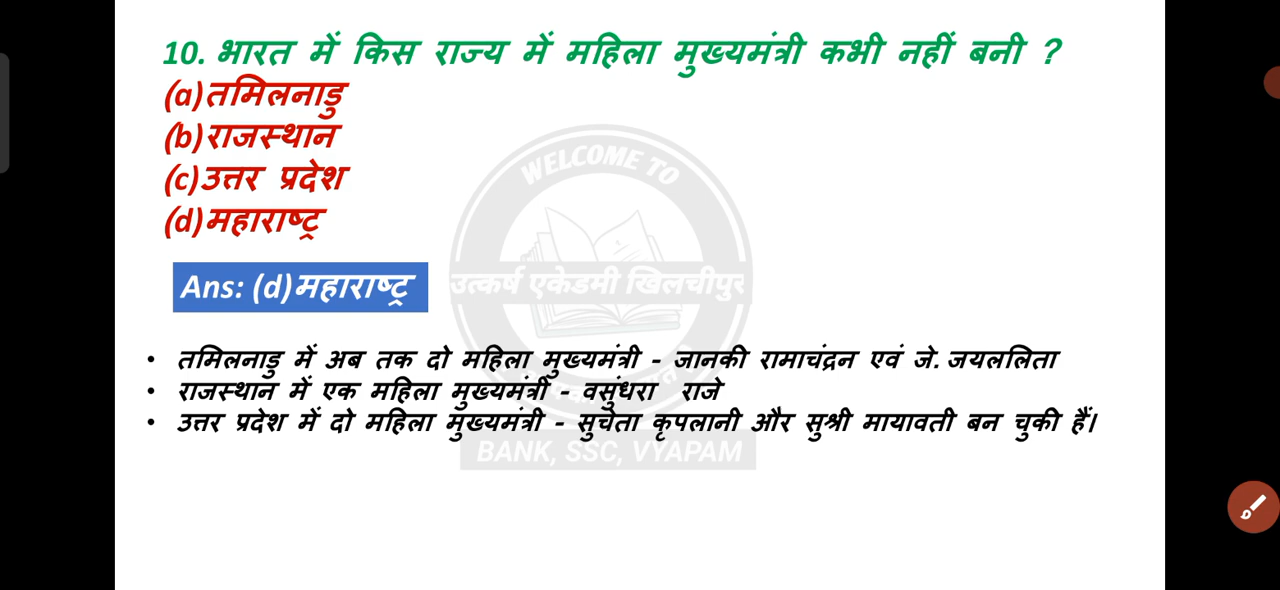 10. भारत में किस राज्य में महिला मुख्यमंत्री कभी नहीं बनी ?
(a)तमिलनाडु
(b)राजस्थान
(c)उत्तर प्रदेश
(d)महाराष्ट्र
WELCOME TO
उत्कर्ष एकेडमी खिलचीपुर
Ans: (d)महाराष्ट्र
• तमिलनाडु में अब तक दो महिला मुख्यमंत्री - जानकी रामाचंद्रन एवं जे. जयललिता
• राजस्थान में एक महिला मुख्यमंत्री - वसुंधरा राजे
• उत्तर प्रदेश में दो महिला मुख्यमंत्री - सुचेता कृपलानी और सुश्री मायावती बन चुकी हैं।
BANK, SSC, VYAPAM